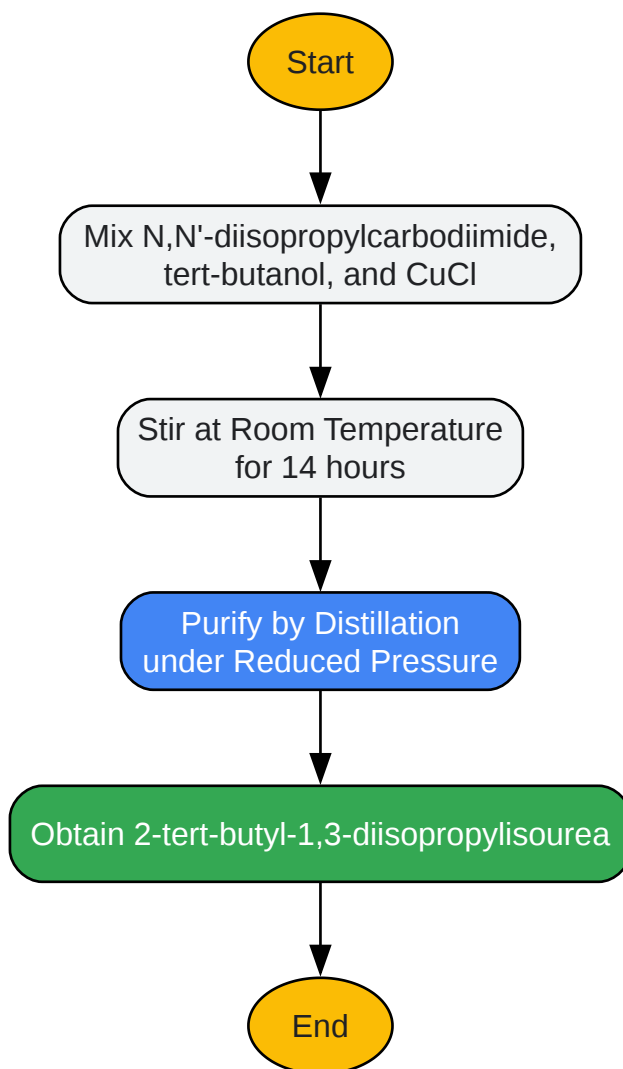 Start
Mix N,N'-diisopropylcarbodiimide,
tert-butanol, and CuCl
Stir at Room Temperature
for 14 hours
Purify by Distillation
under Reduced Pressure
Obtain 2-tert-butyl-1,3-diisopropylisourea
End